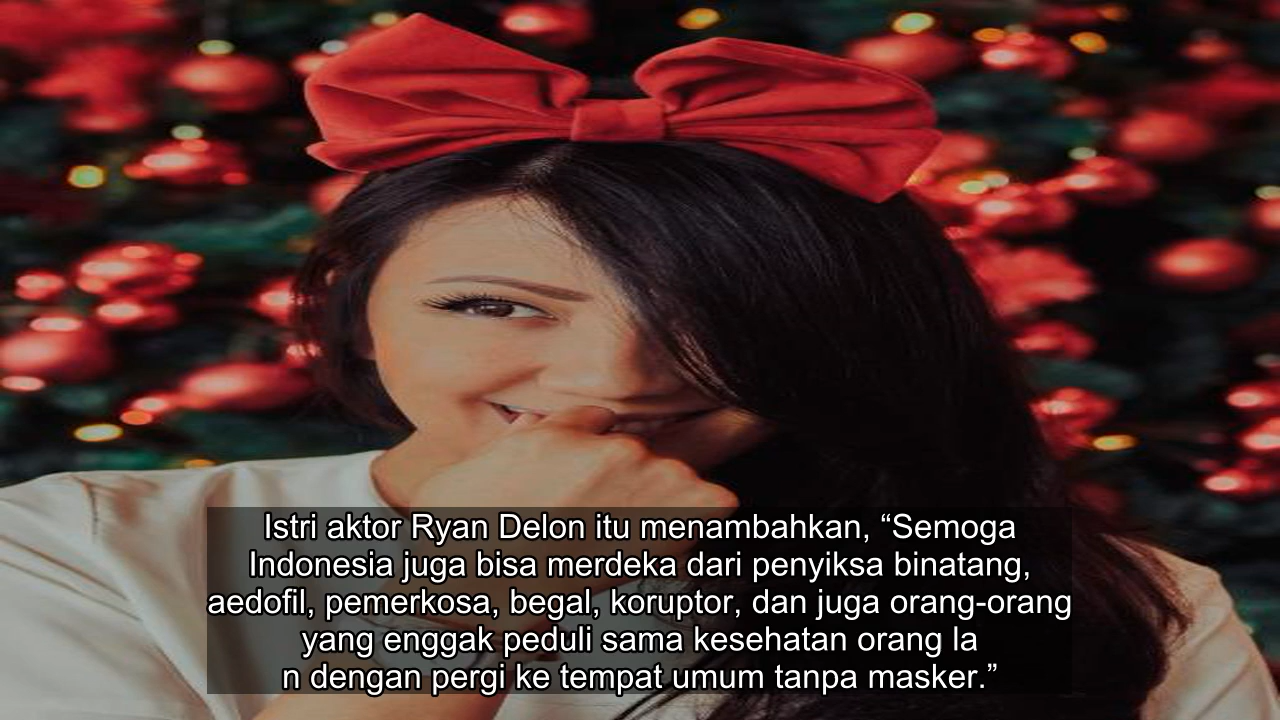 Istri aktor Ryan Delon itu menambahkan, “Semoga
Indonesia juga bisa merdeka dari penyiksa binatang,
aedofil, pemerkosa, begal, koruptor, dan juga orang-orang
yang enggak peduli sama kesehatan orang la
n dengan pergi ke tempat umum tanpa masker.”